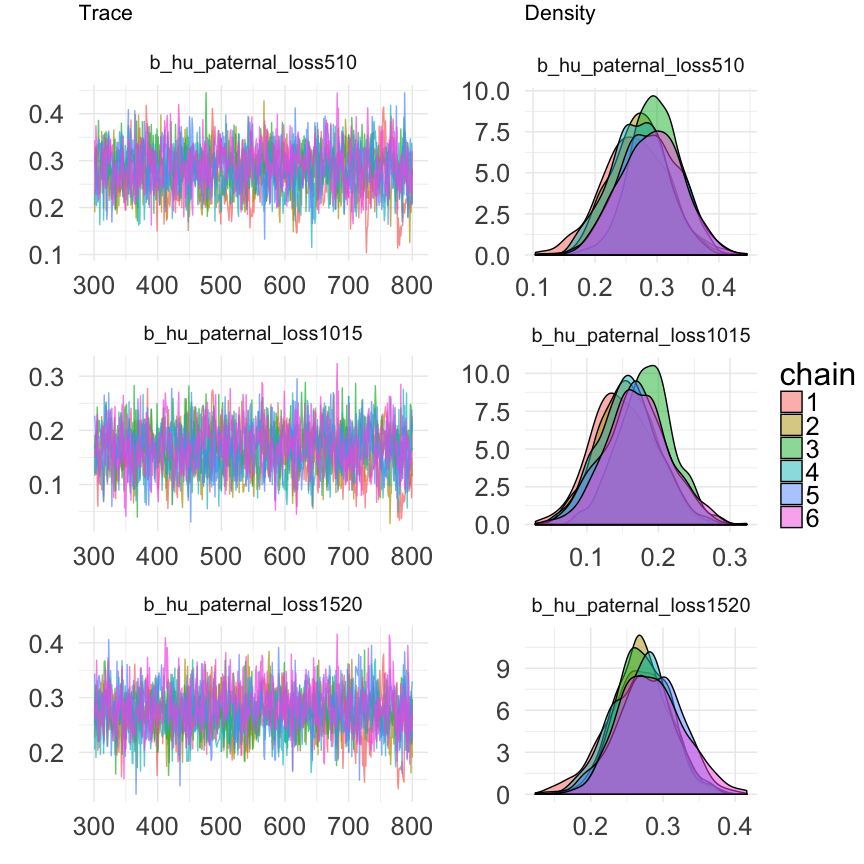 Trace
Density
b_hu_paternal_loss510
b_hu_paternal_loss510
0.4
0.3
0.2
0.1
300 400 500 600 700 800
10.0
7.5
5.0
2.5
0.0
0.1 0.2 0.3 0.4
b_hu_paternal_loss1015
b_hu_paternal_loss1015
0.3
0.2
0.1
300 400 500 600 700 800
10.0
7.5
5.0
2.5
0.0
0.1 0.2 0.3
chain
1
2
3
4
5
6
b_hu_paternal_loss1520
b_hu_paternal_loss1520
0.4
0.3
0.2
300 400 500 600 700 800
9
6
3
0
0.2 0.3 0.4